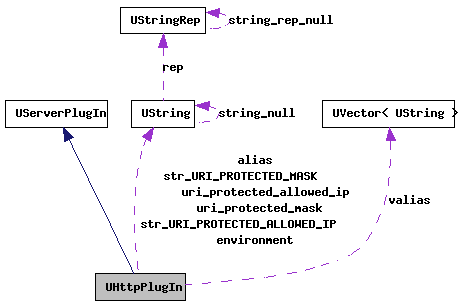 UStringRep
string_rep_null
rep
UServerPlugIn
UString
string_null
UVector< UString >
alias
str_URI_PROTECTED_MASK
uri_protected_allowed_ip
uri_protected_mask
str_URI_PROTECTED_ALLOWED_IP
environment
valias
UHttpPlugIn